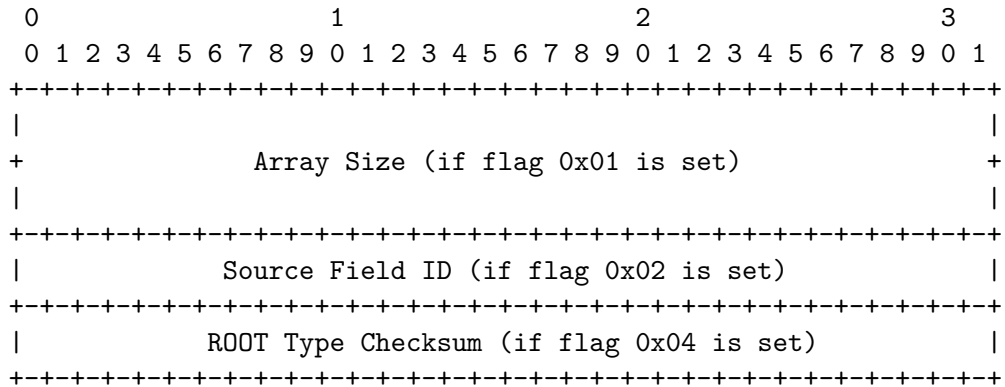 0                   1                   2                   3
 0 1 2 3 4 5 6 7 8 9 0 1 2 3 4 5 6 7 8 9 0 1 2 3 4 5 6 7 8 9 0 1
+-+-+-+-+-+-+-+-+-+-+-+-+-+-+-+-+-+-+-+-+-+-+-+-+-+-+-+-+-+-+-+-+
|                                                               |
+               Array Size (if flag 0x01 is set)                +
|                                                               |
+-+-+-+-+-+-+-+-+-+-+-+-+-+-+-+-+-+-+-+-+-+-+-+-+-+-+-+-+-+-+-+-+
|             Source Field ID (if flag 0x02 is set)             |
+-+-+-+-+-+-+-+-+-+-+-+-+-+-+-+-+-+-+-+-+-+-+-+-+-+-+-+-+-+-+-+-+
|            ROOT Type Checksum (if flag 0x04 is set)           |
+-+-+-+-+-+-+-+-+-+-+-+-+-+-+-+-+-+-+-+-+-+-+-+-+-+-+-+-+-+-+-+-+